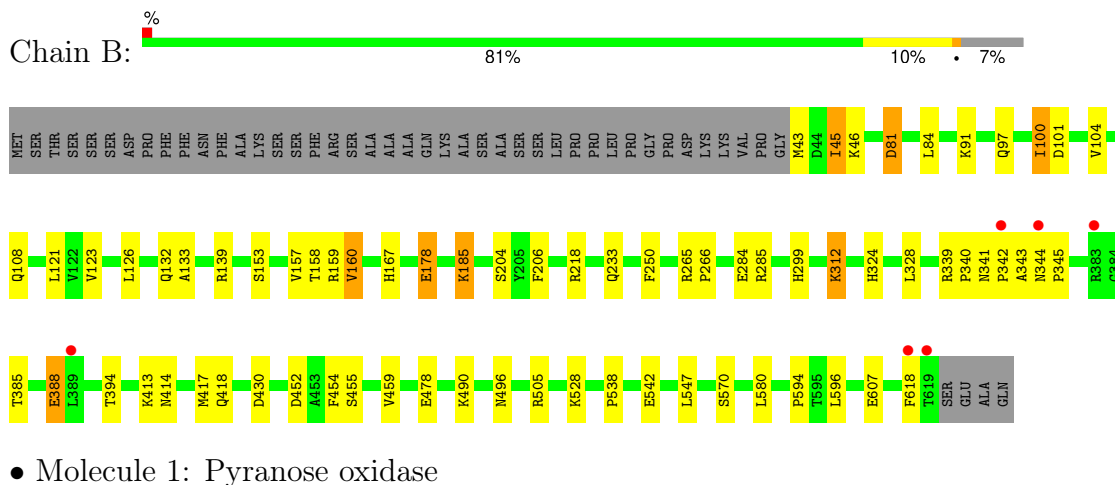 %
Chain B:
81% 10% • 7%
MET SER THR SER SER SER SER ASP PRO PHE PHE ASN PHE ALA LYS SER SER PHE ARG SER ALA ALA ALA GLN LYS ALA SER ALA SER SER LEU PRO PRO LEU PRO GLY PRO ASP LYS LYS VAL PRO GLY M43 D44 I45 K46 D81 L84 K91 Q97 I100 D101 V104
Q108 L121 V122 V123 L126 Q132 A133 R139 S153 V157 T158 R159 V160 H167 E178 K185 S204 Y205 F206 R218 Q233 F250 R265 P266 E284 R285 H299 K312 H324 L328 R339 P340 N341 P342 A343 N344 P345 R383 C384
T385 E388 L389 T394 K413 N414 M417 Q418 D430 D452 A453 F454 S455 V459 E478 K490 N496 R505 K528 P538 E542 L547 S570 L580 P594 T595 L596 E607 F618 T619 SER GLU ALA GLN
• Molecule 1: Pyranose oxidase